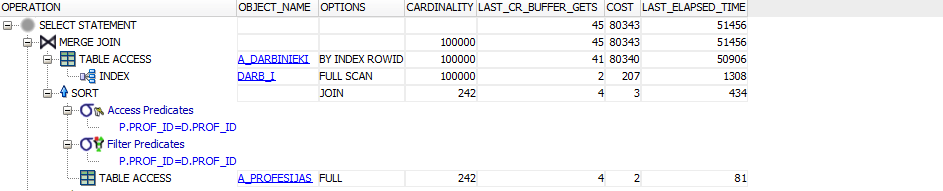 OPERATION OBJECT_NAME OPTIONS CARDINALITY LAST_CR_BUFFER_GETS COST LAST_ELAPSED_TIME
SELECT STATEMENT 45 80343 51456
MERGE JOIN 100000 45 80343 51456
TABLE ACCESS A_DARBINIEKI BY INDEX ROWID 100000 41 80340 50906
INDEX DARB_I FULL SCAN 100000 2 207 1308
SORT JOIN 242 4 3 434
Access Predicates
P.PROF_ID=D.PROF_ID
Filter Predicates
P.PROF_ID=D.PROF_ID
TABLE ACCESS A_PROFESIJAS FULL 242 4 2 81